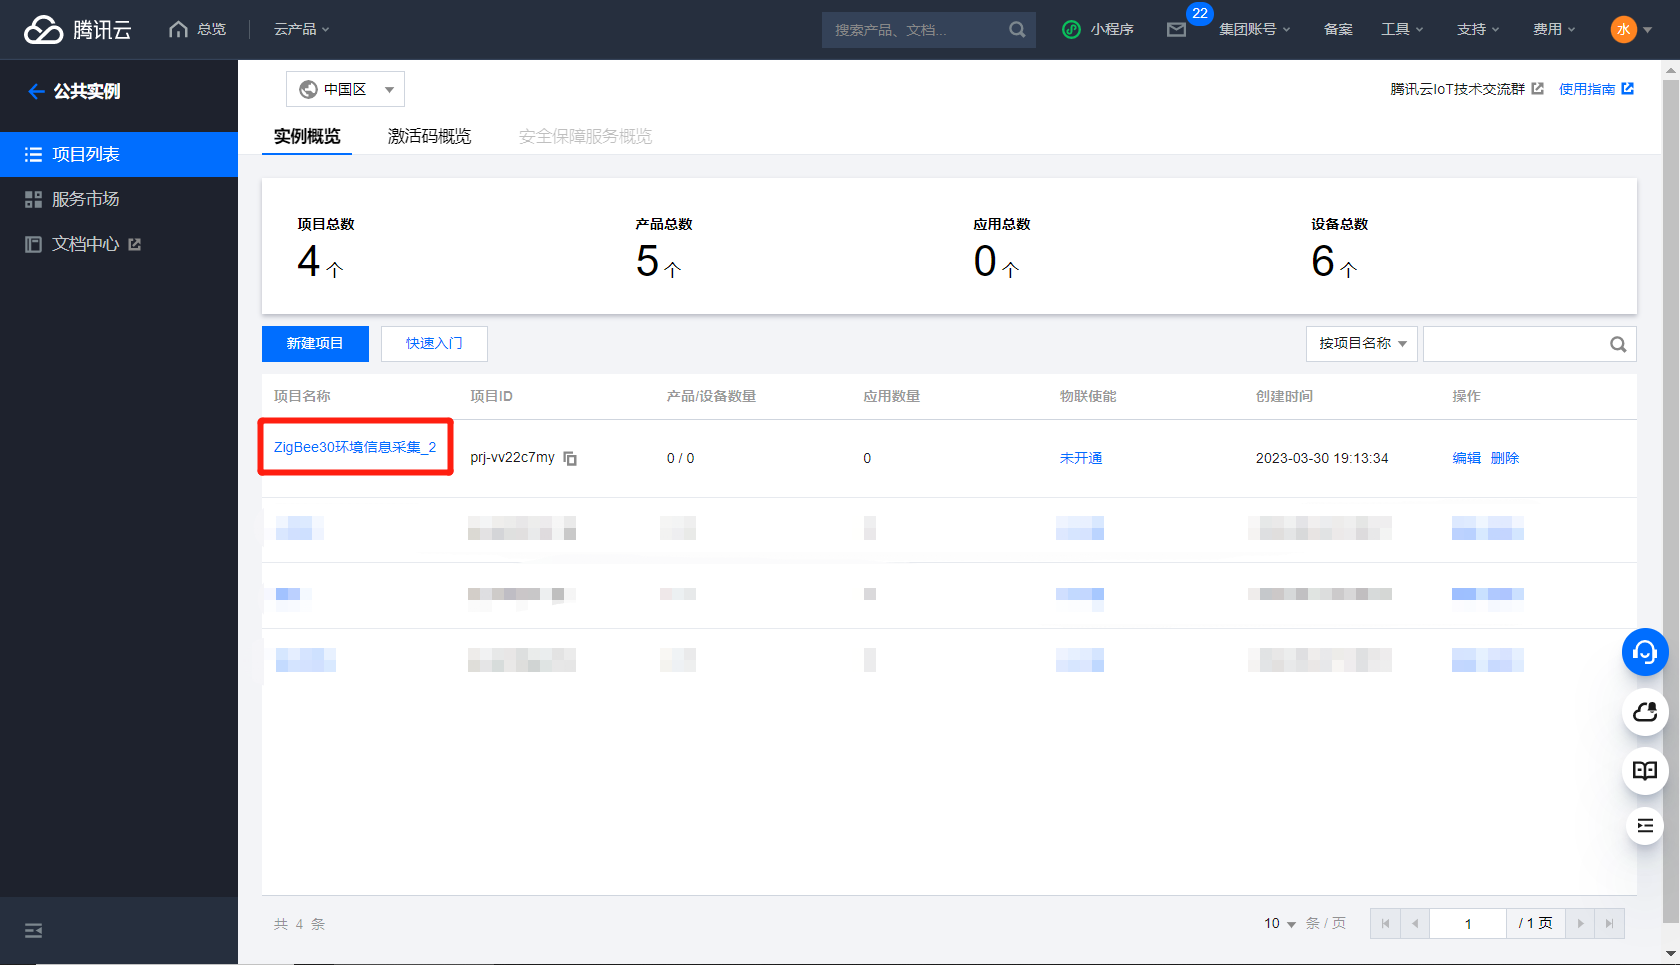 腾讯云
总览
云产品
搜索产品、文档...
小程序
22
集团账号
备案
工具
支持
费用
水
公共实例
项目列表
服务市场
文档中心
中国区
腾讯云IoT技术交流群
使用指南
实例概览
激活码概览
安全保障服务概览
项目总数
4 个
产品总数
5 个
应用总数
0 个
设备总数
6 个
新建项目
快速入门
按项目名称
项目名称
项目ID
产品/设备数量
应用数量
物联使能
创建时间
操作
ZigBee30环境信息采集_2
prj-vv22c7my
0 / 0
0
未开通
2023-03-30 19:13:34
编辑 删除
共 4 条
10 条 / 页
1
/ 1 页